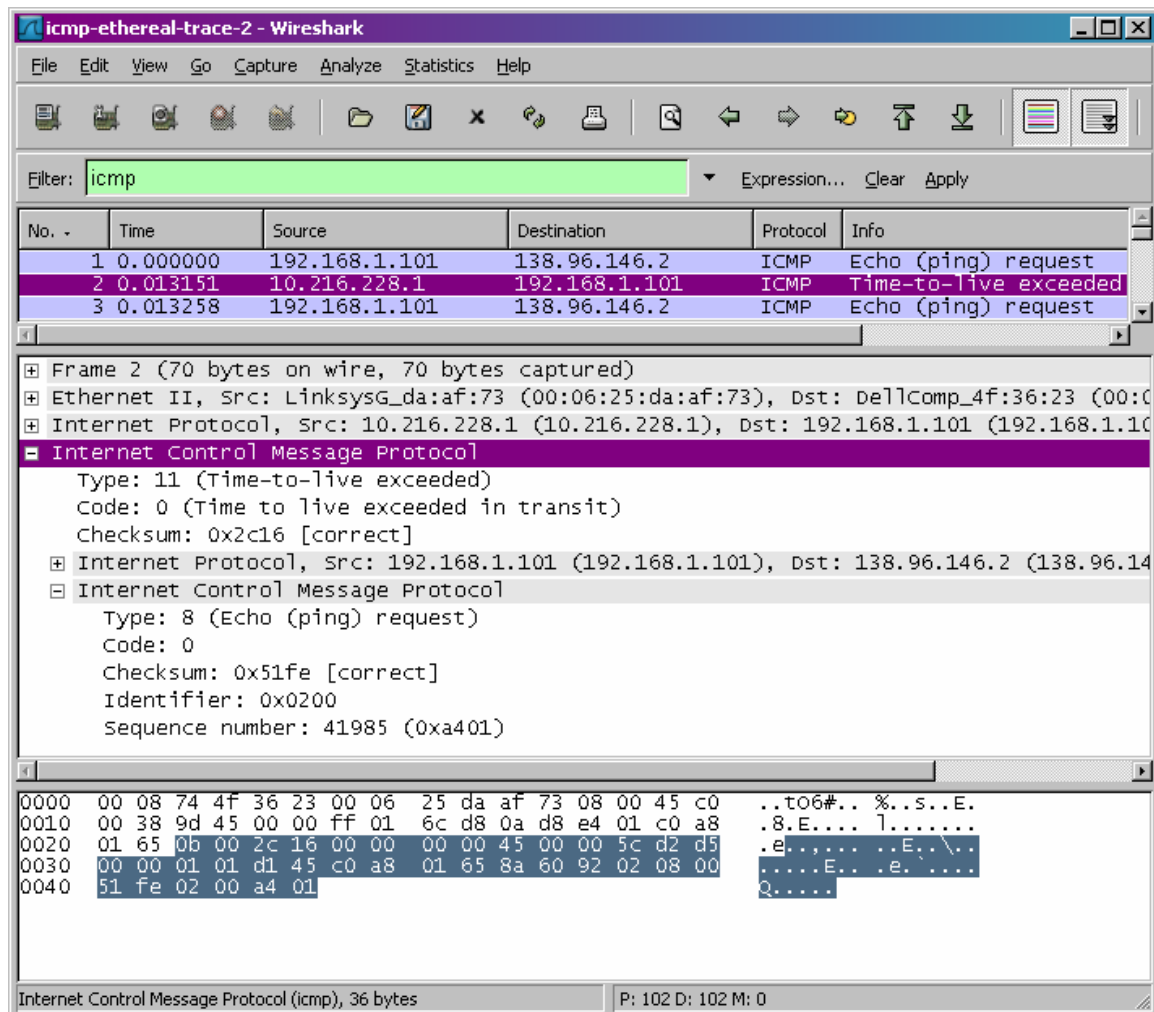 icmp-ethereal-trace-2 - Wireshark
File Edit View Go Capture Analyze Statistics Help
Filter: icmp Expression... Clear Apply
No. - Time Source Destination Protocol Info
1 0.000000 192.168.1.101 138.96.146.2 ICMP Echo (ping) request
2 0.013151 10.216.228.1 192.168.1.101 ICMP Time-to-live exceeded
3 0.013258 192.168.1.101 138.96.146.2 ICMP Echo (ping) request
Frame 2 (70 bytes on wire, 70 bytes captured)
Ethernet II, Src: LinksysG_da:af:73 (00:06:25:da:af:73), Dst: DellComp_4f:36:23 (00:0
Internet Protocol, Src: 10.216.228.1 (10.216.228.1), Dst: 192.168.1.101 (192.168.1.10
Internet Control Message Protocol
Type: 11 (Time-to-live exceeded)
Code: 0 (Time to live exceeded in transit)
Checksum: 0x2c16 [correct]
Internet Protocol, Src: 192.168.1.101 (192.168.1.101), Dst: 138.96.146.2 (138.96.14
Internet Control Message Protocol
Type: 8 (Echo (ping) request)
Code: 0
Checksum: 0x51fe [correct]
Identifier: 0x0200
Sequence number: 41985 (0xa401)
0000 00 08 74 4f 36 23 00 06 25 da af 73 08 00 45 c0 ..tO6#.. %..s..E.
0010 00 38 9d 45 00 00 ff 01 6c d8 0a d8 e4 01 c0 a8 .8.E.... l.......
0020 01 65 0b 00 2c 16 00 00 00 00 45 00 00 5c d2 d5 .e..,... ..E..\..
0030 00 00 01 01 d1 45 c0 a8 01 65 8a 60 92 02 08 00 .....E.. .e.`....
0040 51 fe 02 00 a4 01 Q.....
Internet Control Message Protocol (icmp), 36 bytes P: 102 D: 102 M: 0